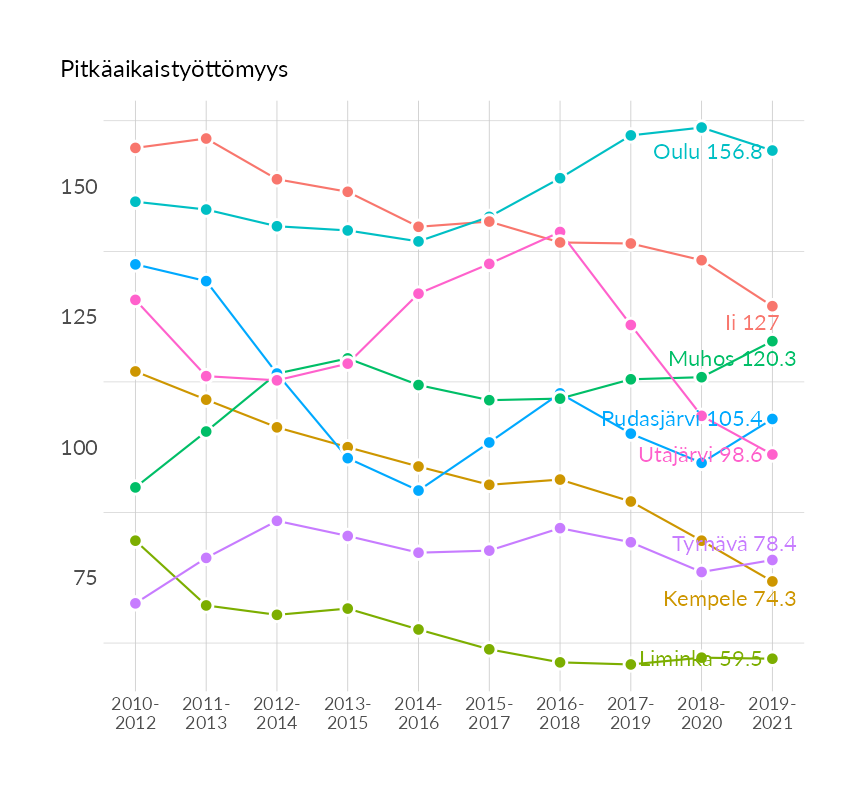 Pitkäaikaistyöttömyys
150
125
100
75
Oulu 156.8
Ii 127
Muhos 120.3
Pudasjärvi 105.4
Utajärvi 98.6
Tyrnävä 78.4
Kempele 74.3
Liminka 59.5
2010-
2012
2011-
2013
2012-
2014
2013-
2015
2014-
2016
2015-
2017
2016-
2018
2017-
2019
2018-
2020
2019-
2021